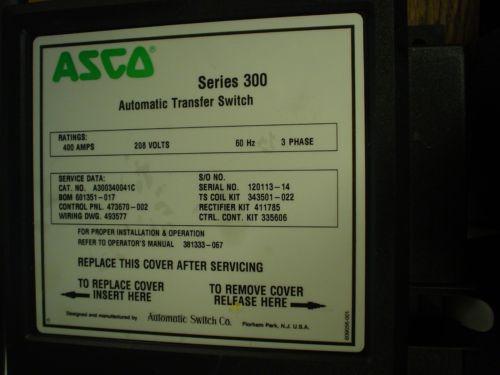 ASCO®
Series 300
Automatic Transfer Switch
RATINGS:
400 AMPS 208 VOLTS 60 Hz 3 PHASE
SERVICE DATA: S/O NO.
CAT. NO. A300340041C SERIAL NO. 120113-14
BOM 601351-017 TS COIL KIT 343501-022
CONTROL PNL. 473670-002 RECTIFIER KIT 411785
WIRING DWG. 493577 CTRL. CONT. KIT 335606
FOR PROPER INSTALLATION & OPERATION
REFER TO OPERATOR'S MANUAL 381333-067
REPLACE THIS COVER AFTER SERVICING
TO REPLACE COVER TO REMOVE COVER
INSERT HERE RELEASE HERE
Designed and manufactured by Automatic Switch Co. Florham Park, N.J. U.S.A.